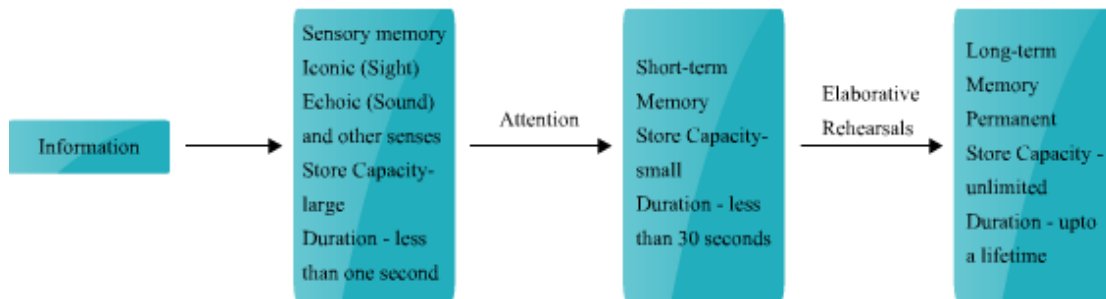 Information
Sensory memory
Iconic (Sight)
Echoic (Sound)
and other senses
Store Capacity-
large
Duration - less
than one second
Attention
Short-term
Memory
Store Capacity-
small
Duration - less
than 30 seconds
Elaborative
Rehearsals
Long-term
Memory
Permanent
Store Capacity -
unlimited
Duration - upto
a lifetime